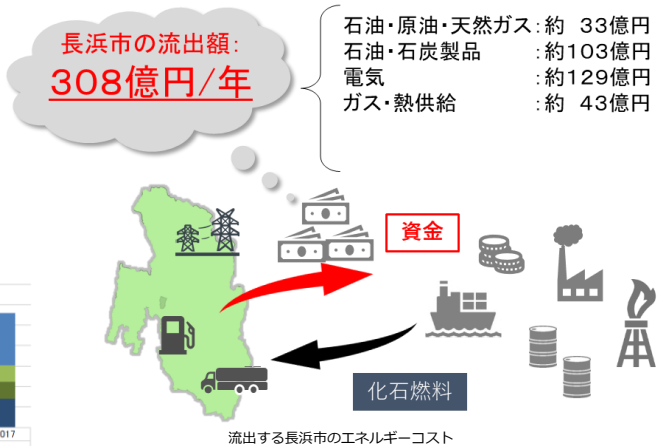 長浜市の流出額:
308億円/年
石油・原油・天然ガス:約 33億円
石油・石炭製品 :約103億円
電気 :約129億円
ガス・熱供給 :約 43億円
資金
化石燃料
017
流出する長浜市のエネルギーコスト